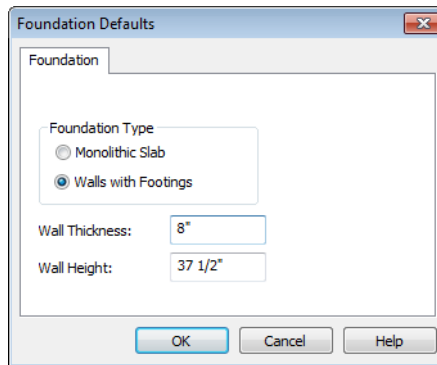 Foundation Defaults
Foundation
Foundation Type
Monolithic Slab
Walls with Footings
Wall Thickness: 8"
Wall Height: 37 1/2"
OK Cancel Help